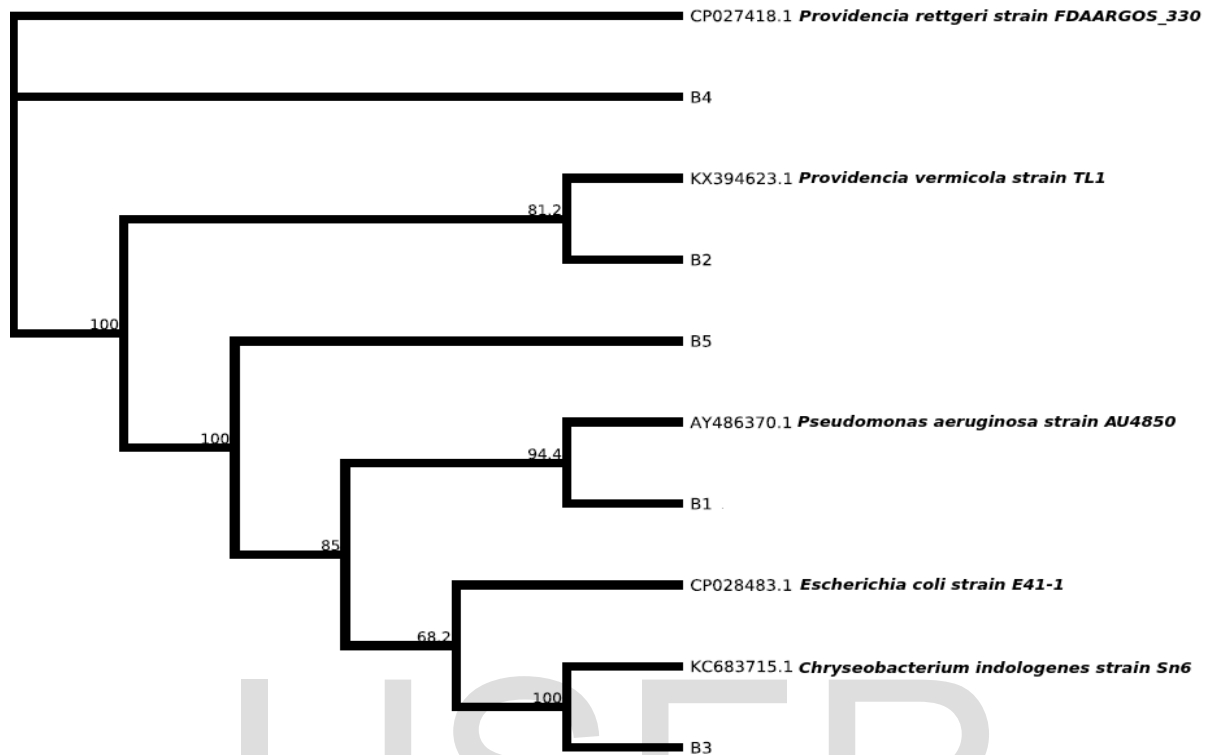 CP027418.1 Providencia rettgeri strain FDAARGOS_330
B4
KX394623.1 Providencia vermicola strain TL1
81.2
B2
100
B5
AY486370.1 Pseudomonas aeruginosa strain AU4850
100
94.4
B1
85
CP028483.1 Escherichia coli strain E41-1
68.2
KC683715.1 Chryseobacterium indologenes strain Sn6
100
B3